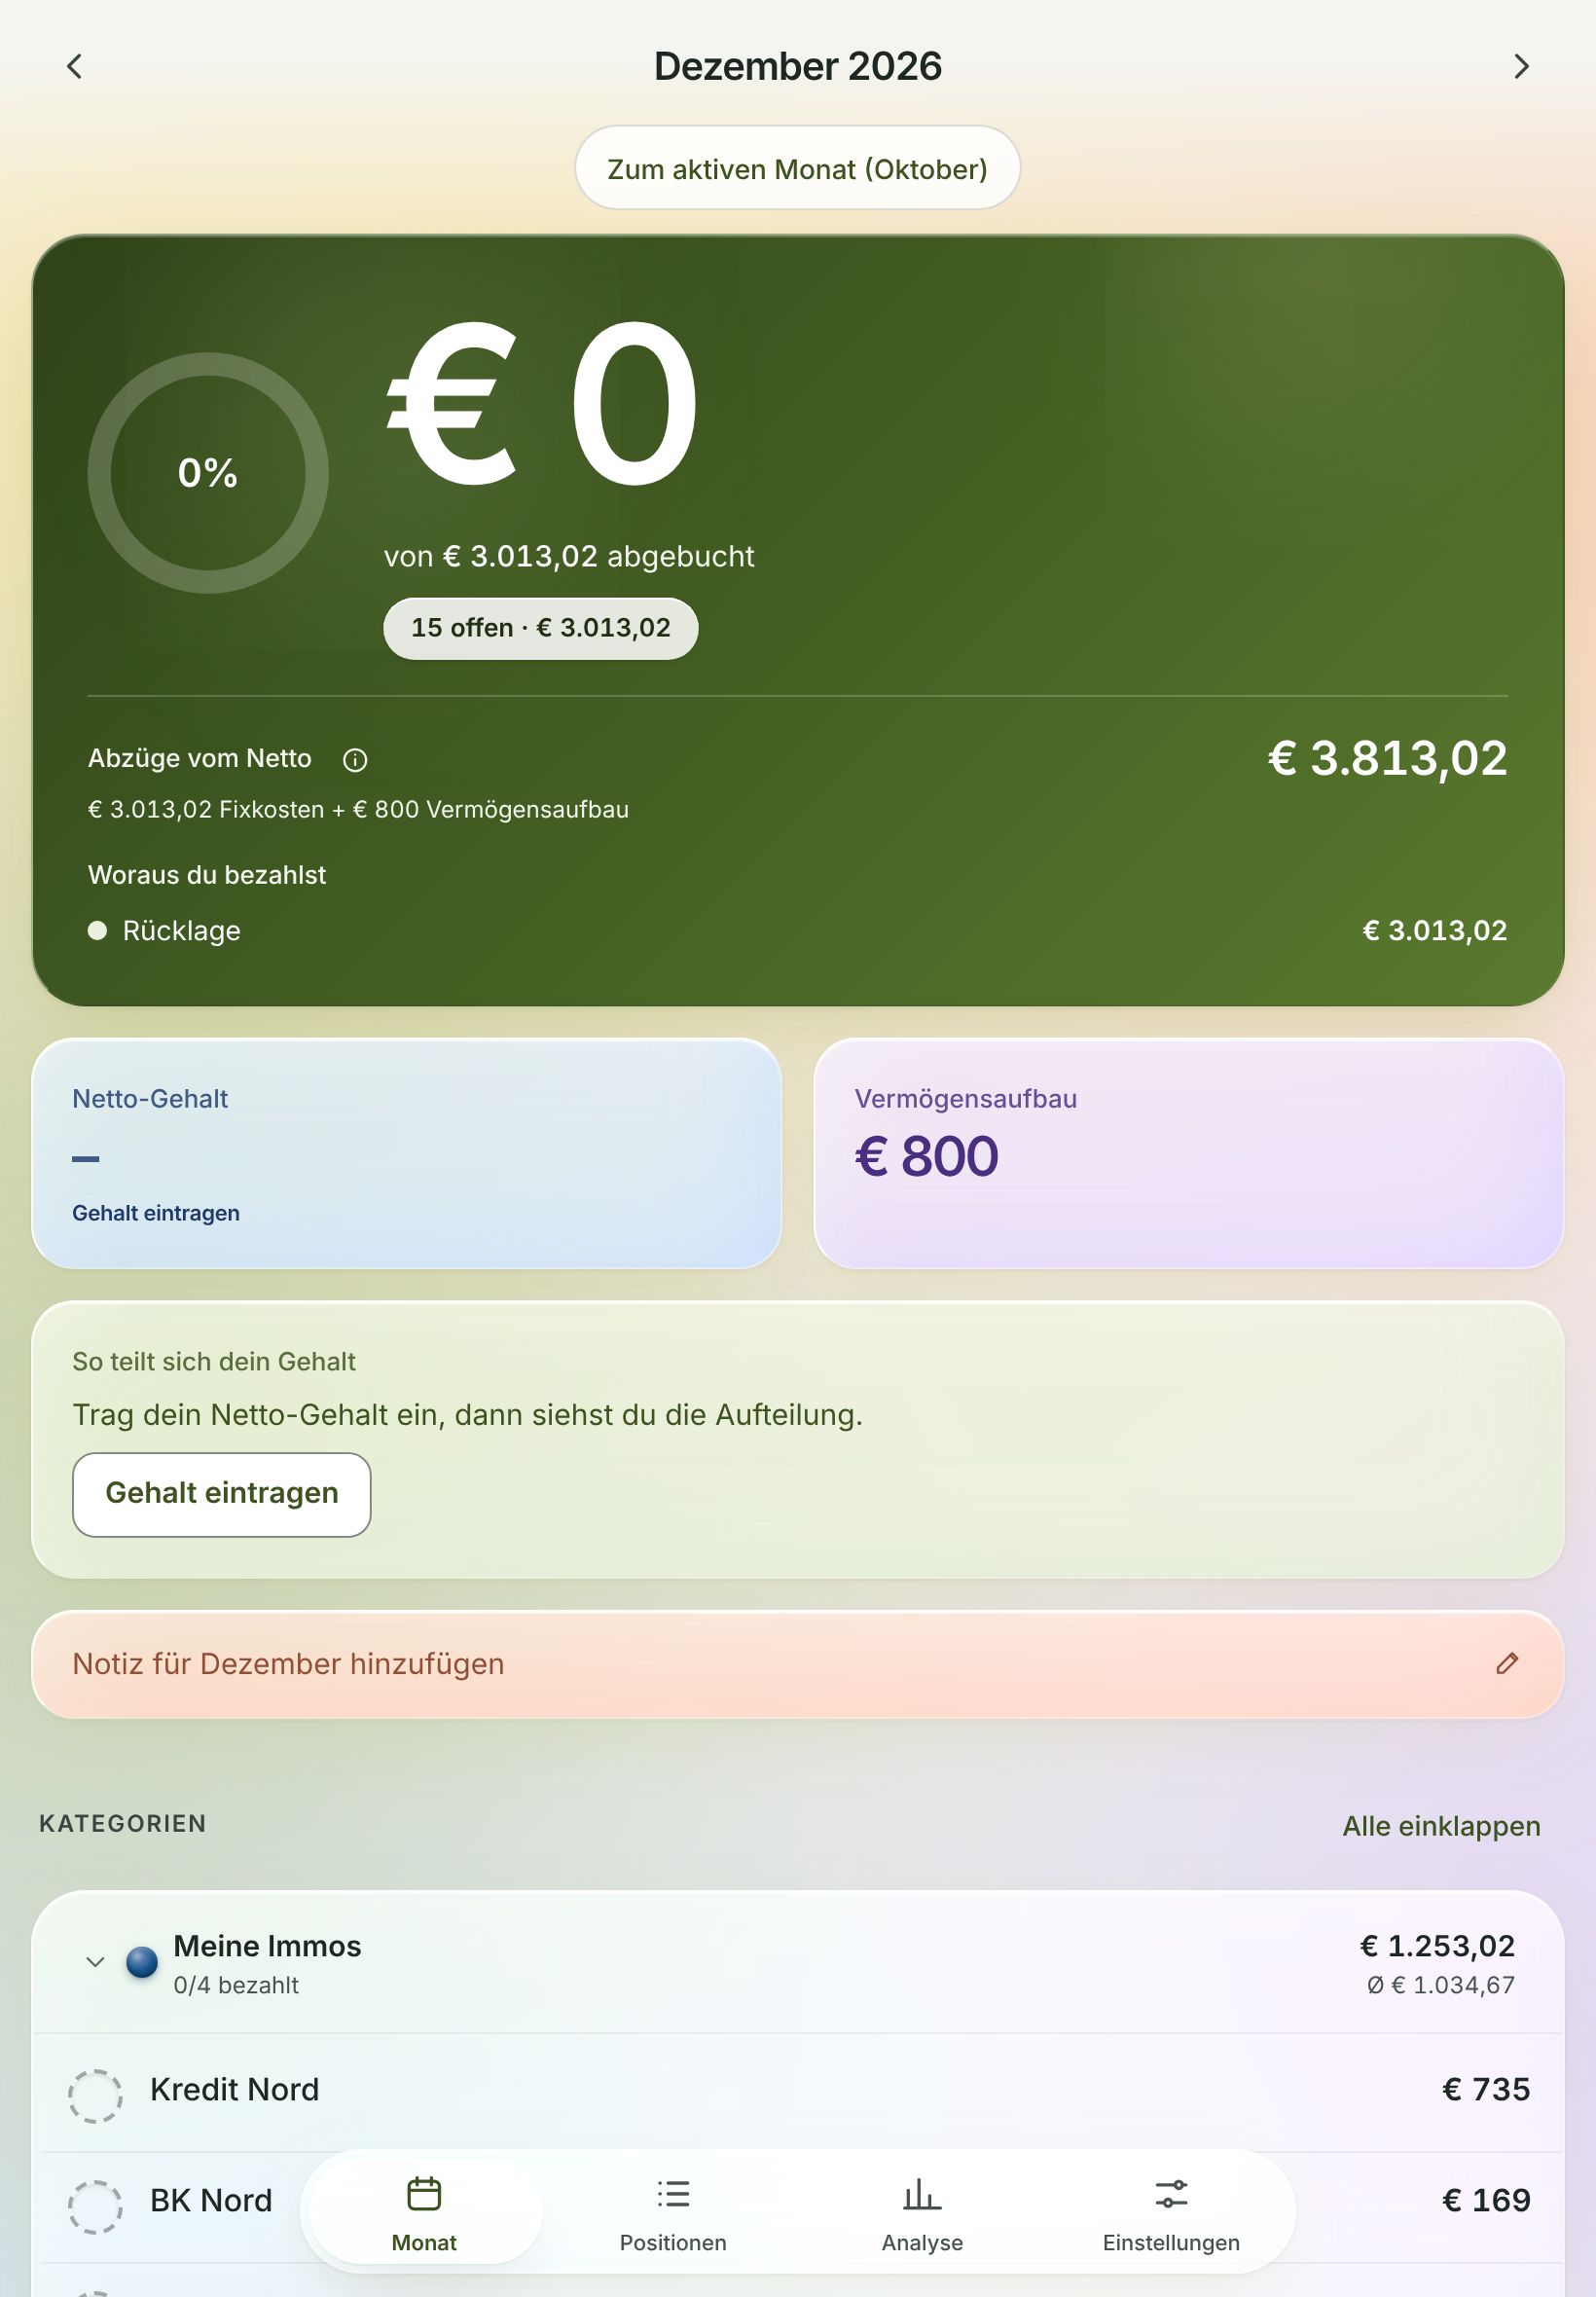 Dezember 2026
Zum aktiven Monat (Oktober)
0%
€ 0
von € 3.013,02 abgebucht
15 offen · € 3.013,02
Abzüge vom Netto
€ 3.813,02
€ 3.013,02 Fixkosten + € 800 Vermögensaufbau
Woraus du bezahlst
Rücklage
€ 3.013,02
Netto-Gehalt
–
Gehalt eintragen
Vermögensaufbau
€ 800
So teilt sich dein Gehalt
Trag dein Netto-Gehalt ein, dann siehst du die Aufteilung.
Gehalt eintragen
Notiz für Dezember hinzufügen
KATEGORIEN
Alle einklappen
Meine Immos
€ 1.253,02
0/4 bezahlt
Ø € 1.034,67
Kredit Nord
€ 735
BK Nord
€ 169
Monat
Positionen
Analyse
Einstellungen